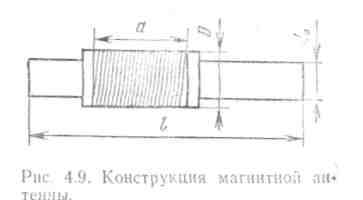 a
D
l
Рис. 4.9. Конструкция магнитной ан-
тенны.